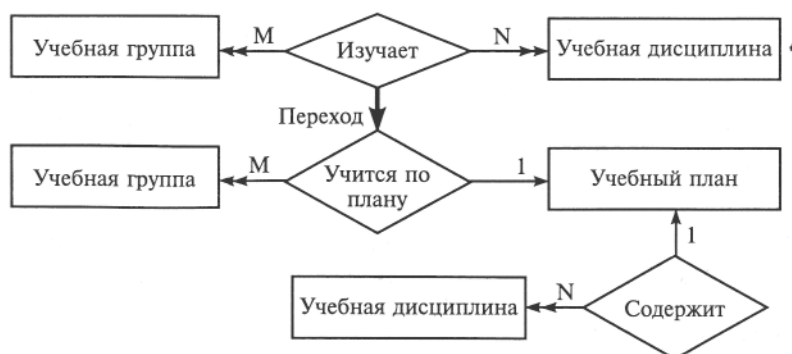 Учебная группа
М
Изучает
N
Учебная дисциплина
Переход
Учебная группа
М
Учится по
плану
1
Учебный план
1
Учебная дисциплина
N
Содержит